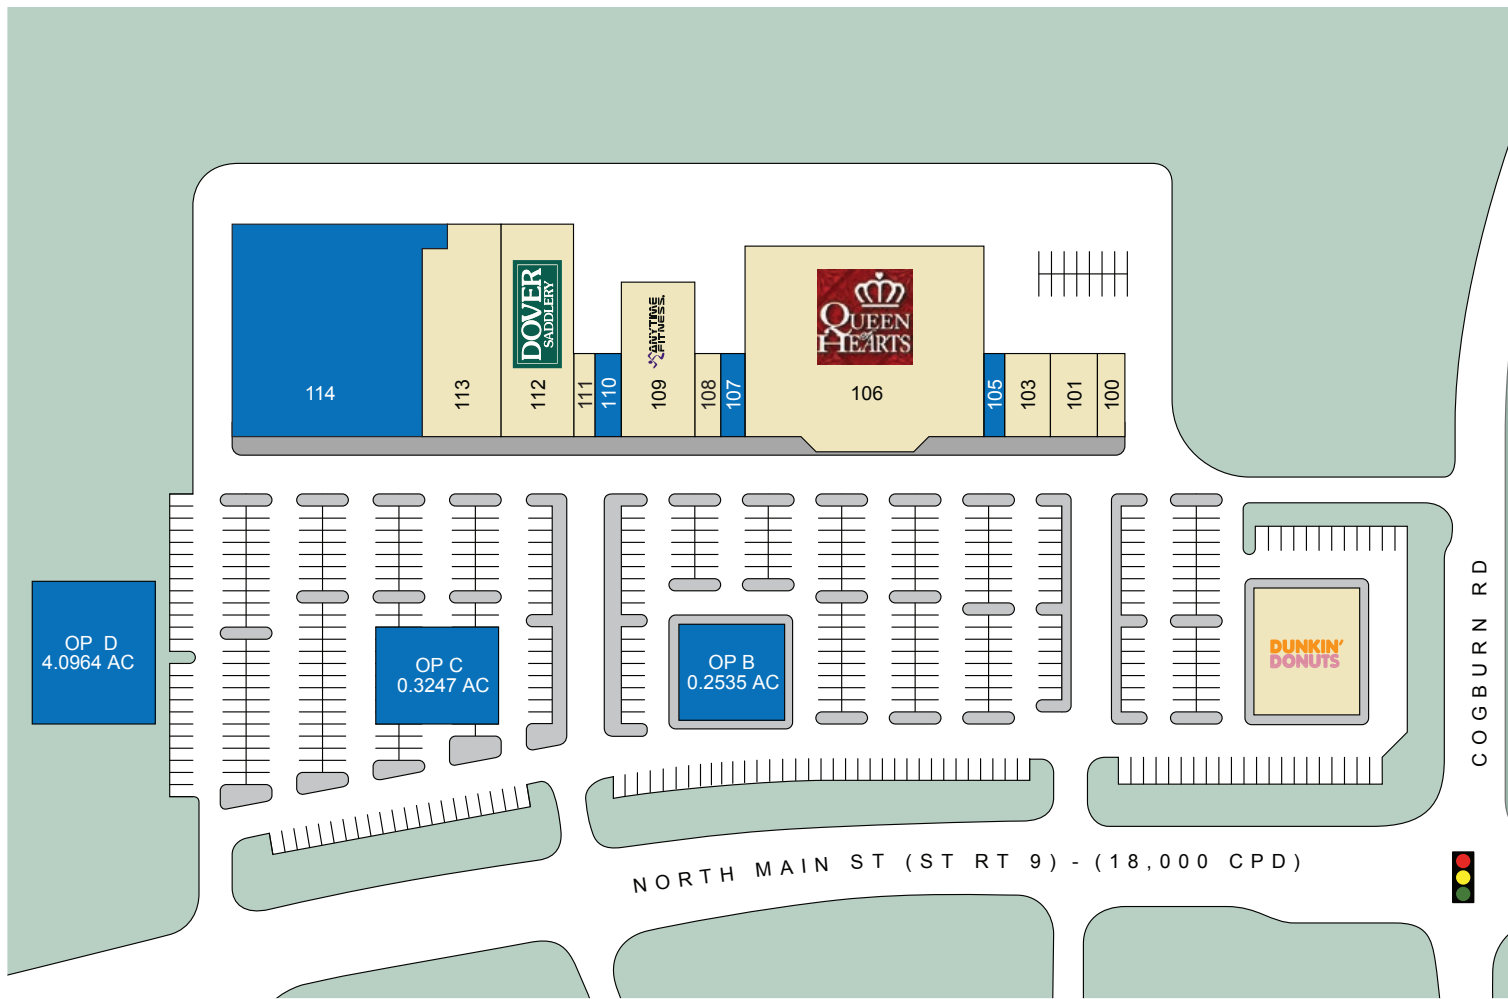 114
113
DOVER
SADDLERY
112
111
110
ANYTIME
FITNESS.
109
108
107
QUEEN
of
HEARTS
106
105
103
101
100
OP D
4.0964 AC
OP C
0.3247 AC
OP B
0.2535 AC
DUNKIN'
DONUTS
COGBURN RD
NORTH MAIN ST (ST RT 9) - (18,000 CPD)